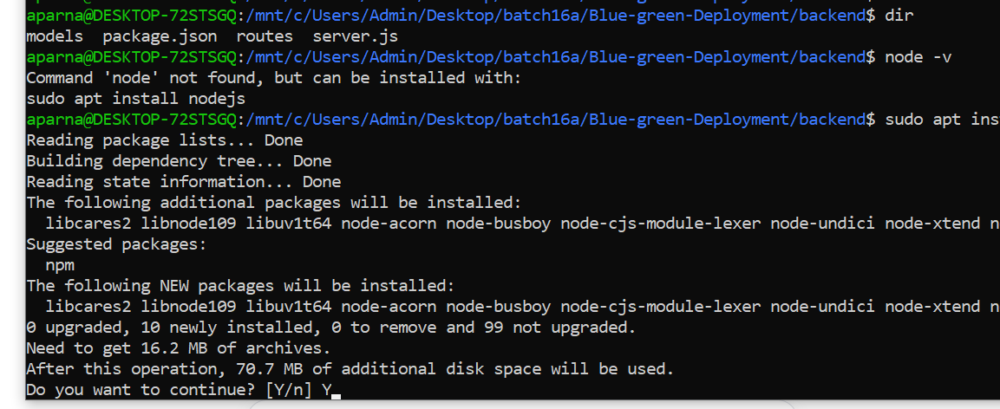 aparna@DESKTOP-72STSGQ:/mnt/c/Users/Admin/Desktop/batch16a/Blue-green-Deployment/backend$ dir
models  package.json  routes  server.js
aparna@DESKTOP-72STSGQ:/mnt/c/Users/Admin/Desktop/batch16a/Blue-green-Deployment/backend$ node -v
Command 'node' not found, but can be installed with:
sudo apt install nodejs
aparna@DESKTOP-72STSGQ:/mnt/c/Users/Admin/Desktop/batch16a/Blue-green-Deployment/backend$ sudo apt ins
Reading package lists... Done
Building dependency tree... Done
Reading state information... Done
The following additional packages will be installed:
  libcares2 libnode109 libuv1t64 node-acorn node-busboy node-cjs-module-lexer node-undici node-xtend n
Suggested packages:
  npm
The following NEW packages will be installed:
  libcares2 libnode109 libuv1t64 node-acorn node-busboy node-cjs-module-lexer node-undici node-xtend n
0 upgraded, 10 newly installed, 0 to remove and 99 not upgraded.
Need to get 16.2 MB of archives.
After this operation, 70.7 MB of additional disk space will be used.
Do you want to continue? [Y/n] Y